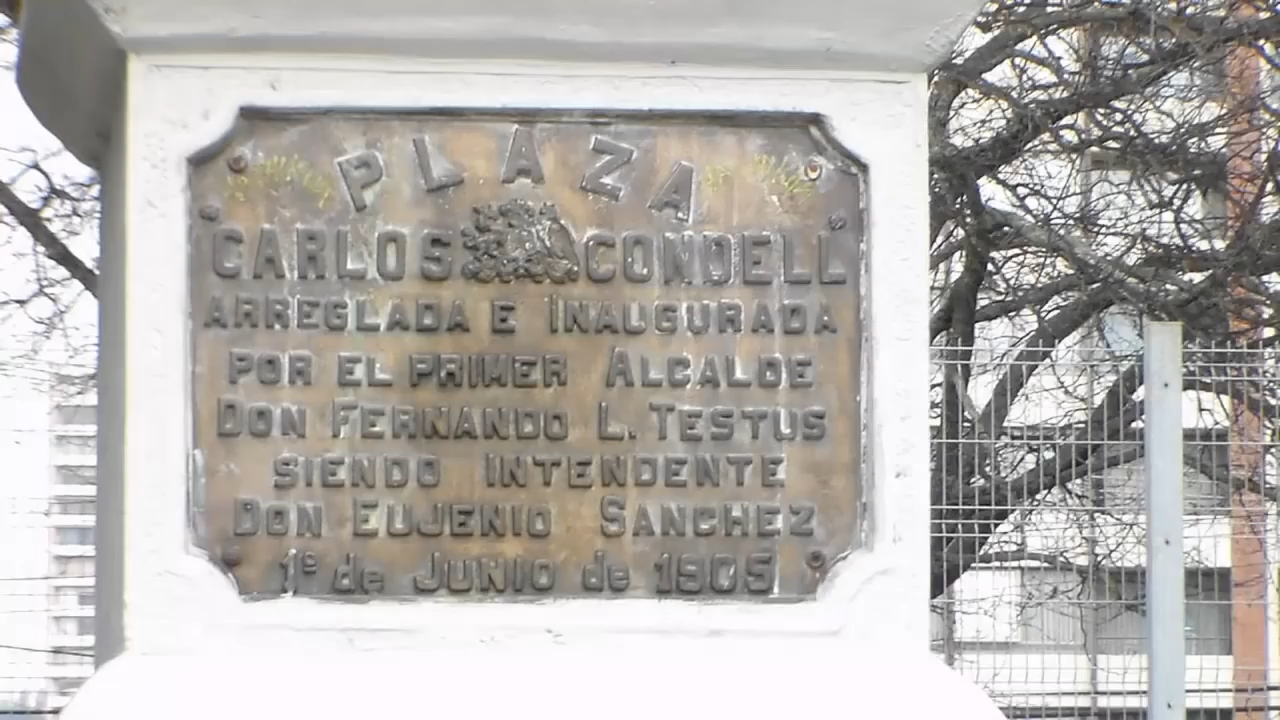 PLAZA
CARLOS CONDELL
ARREGLADA E INAUGURADA
POR EL PRIMER ALCALDE
DON FERNANDO L. TESTUS
SIENDO INTENDENTE
DON EUJENIO SANCHEZ
1º de JUNIO de 1905